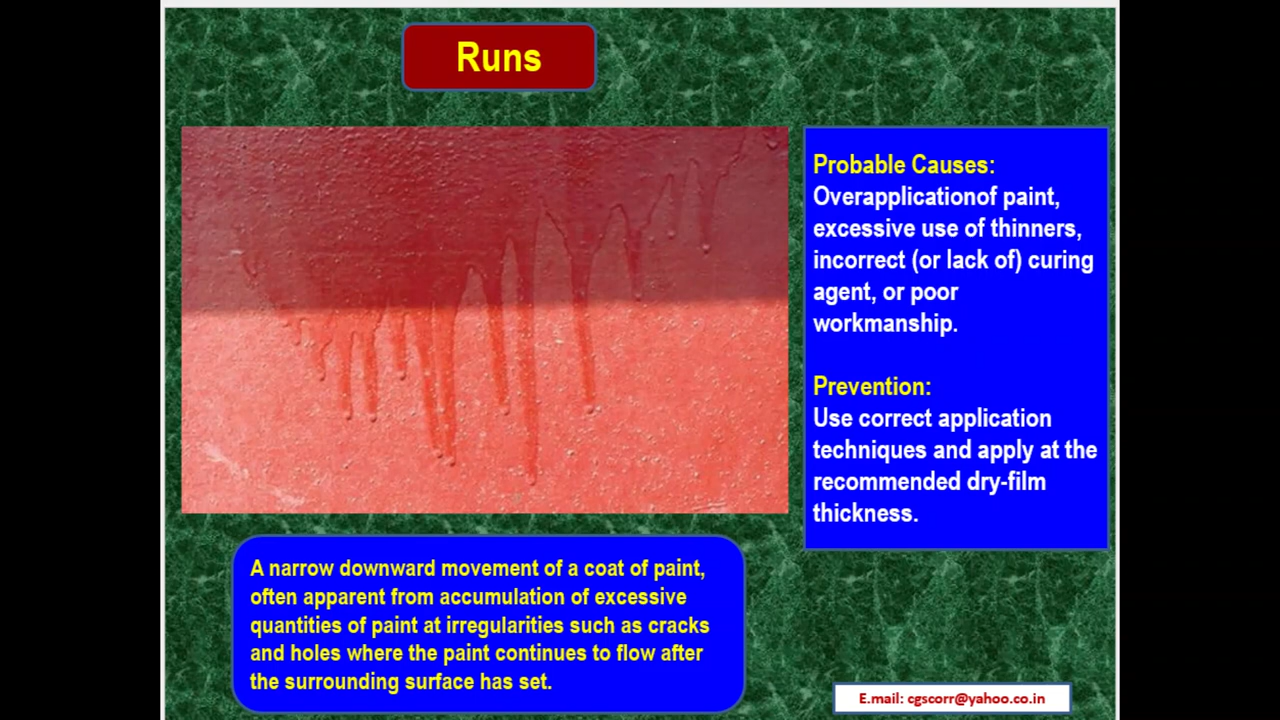 Runs
Probable Causes:
Overapplicationof paint,
excessive use of thinners,
incorrect (or lack of) curing
agent, or poor
workmanship.
Prevention:
Use correct application
techniques and apply at the
recommended dry-film
thickness.
A narrow downward movement of a coat of paint,
often apparent from accumulation of excessive
quantities of paint at irregularities such as cracks
and holes where the paint continues to flow after
the surrounding surface has set.
E.mail: cgscorr@yahoo.co.in